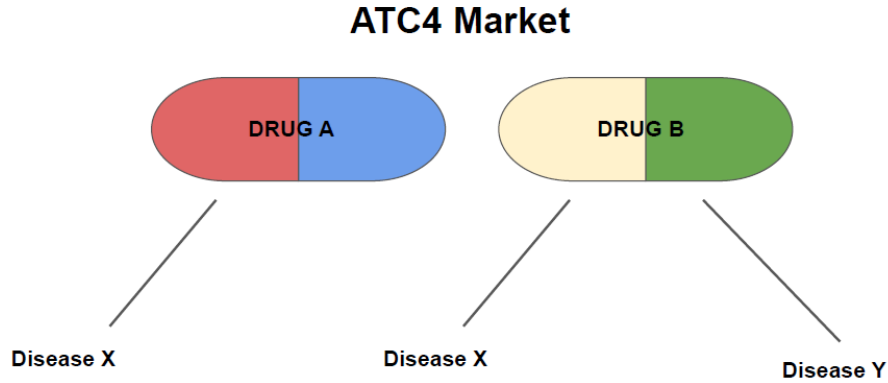 ATC4 Market
DRUG A
DRUG B
Disease X
Disease X
Disease Y